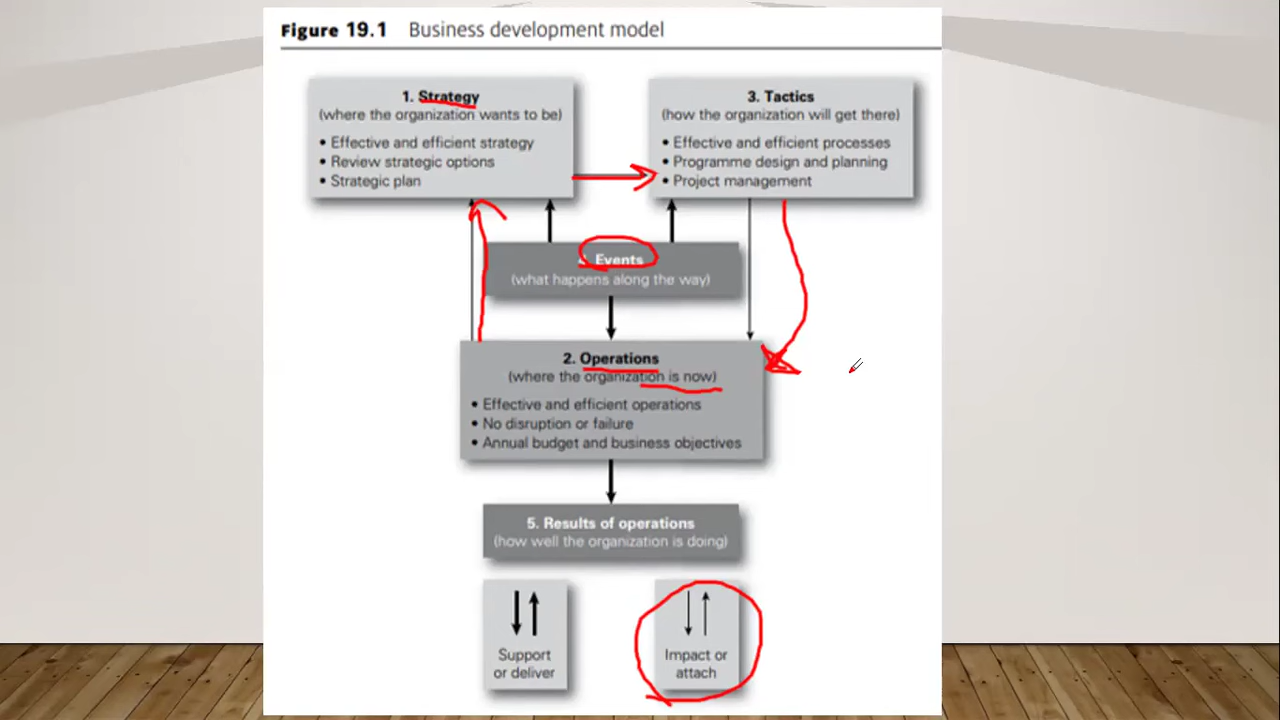 Figure 19.1 Business development model
1. Strategy
(where the organization wants to be)
• Effective and efficient strategy
• Review strategic options
• Strategic plan
3. Tactics
(how the organization will get there)
• Effective and efficient processes
• Programme design and planning
• Project management
Events
(what happens along the way)
2. Operations
(where the organization is now)
• Effective and efficient operations
• No disruption or failure
• Annual budget and business objectives
5. Results of operations
(how well the organization is doing)
Support
or deliver
Impact or
attach